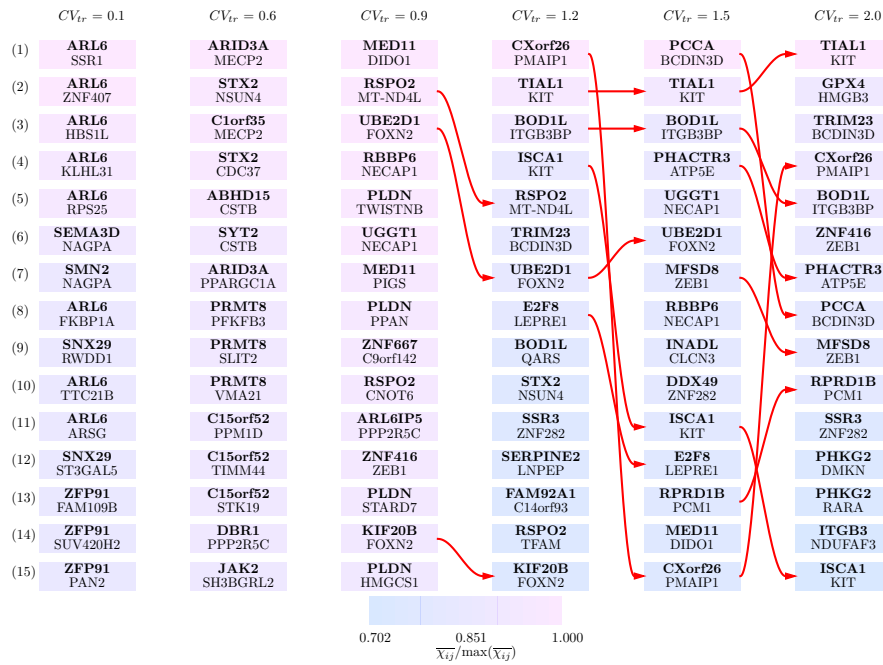 CV_tr = 0.1 CV_tr = 0.6 CV_tr = 0.9 CV_tr = 1.2 CV_tr = 1.5 CV_tr = 2.0
(1) ARL6 ARID3A MED11 CXorf26 PCCA TIAL1
SSR1 MECP2 DIDO1 PMAIP1 BCDIN3D KIT
(2) ARL6 STX2 RSPO2 TIAL1 TIAL1 GPX4
ZNF407 NSUN4 MT-ND4L KIT KIT HMGB3
(3) ARL6 C1orf35 UBE2D1 BOD1L BOD1L TRIM23
HBS1L MECP2 FOXN2 ITGB3BP ITGB3BP BCDIN3D
(4) ARL6 STX2 RBBP6 ISCA1 PHACTR3 CXorf26
KLHL31 CDC37 NECAP1 KIT ATP5E PMAIP1
(5) ARL6 ABHD15 PLDN RSPO2 UGGT1 BOD1L
RPS25 CSTB TWISTNB MT-ND4L NECAP1 ITGB3BP
(6) SEMA3D SYT2 UGGT1 TRIM23 UBE2D1 ZNF416
NAGPA CSTB NECAP1 BCDIN3D FOXN2 ZEB1
(7) SMN2 ARID3A MED11 UBE2D1 MFSD8 PHACTR3
NAGPA PPARGC1A PIGS FOXN2 ZEB1 ATP5E
(8) ARL6 PRMT8 PLDN E2F8 RBBP6 PCCA
FKBP1A PFKFB3 PPAN LEPRE1 NECAP1 BCDIN3D
(9) SNX29 PRMT8 ZNF667 BOD1L INADL MFSD8
RWDD1 SLIT2 C9orf142 QARS CLCN3 ZEB1
(10) ARL6 PRMT8 RSPO2 STX2 DDX49 RPRD1B
TTC21B VMA21 CNOT6 NSUN4 ZNF282 PCM1
(11) ARL6 C15orf52 ARL6IP5 SSR3 ISCA1 SSR3
ARSG PPM1D PPP2R5C ZNF282 KIT ZNF282
(12) SNX29 C15orf52 ZNF416 SERPINE2 E2F8 PHKG2
ST3GAL5 TIMM44 ZEB1 LNPEP LEPRE1 DMKN
(13) ZFP91 C15orf52 PLDN FAM92A1 RPRD1B PHKG2
FAM109B STK19 STARD7 C14orf93 PCM1 RARA
(14) ZFP91 DBR1 KIF20B RSPO2 MED11 ITGB3
SUV420H2 PPP2R5C FOXN2 TFAM DIDO1 NDUFAF3
(15) ZFP91 JAK2 PLDN KIF20B CXorf26 ISCA1
PAN2 SH3BGRL2 HMGCS1 FOXN2 PMAIP1 KIT
0.702 0.851 1.000
\overline{χ_{ij}}/max(\overline{χ_{ij}})